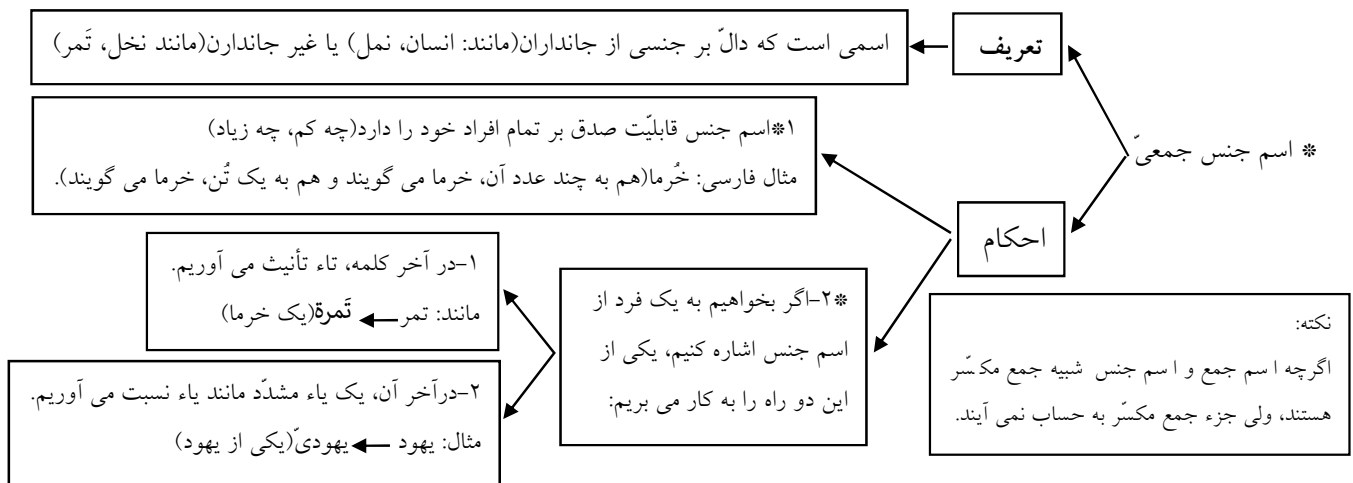 * اسم جنس جمعیّ
تعریف
اسمی است که دالّ بر جنسی از جانداران(مانند: انسان، نمل) یا غیر جاندارن(مانند نخل، تَمر)
احکام
۱*اسم جنس قابلیّت صدق بر تمام افراد خود را دارد(چه کم، چه زیاد)
مثال فارسی: خُرما(هم به چند عدد آن، خرما می گویند و هم به یک تُن، خرما می گویند).
*۲-اگر بخواهیم به یک فرد از
اسم جنس اشاره کنیم، یکی از
این دو راه را به کار می بریم:
۱-در آخر کلمه، تاء تأنیث می آوریم.
مانند: تمر ← تَمرة(یک خرما)
۲-درآخر آن، یک یاء مشدّد مانند یاء نسبت می آوریم.
مثال: یهود ← یهودیّ(یکی از یهود)
نکته:
اگرچه ا سم جمع و ا سم جنس شبیه جمع مکسّر
هستند، ولی جزء جمع مکسّر به حساب نمی آیند.